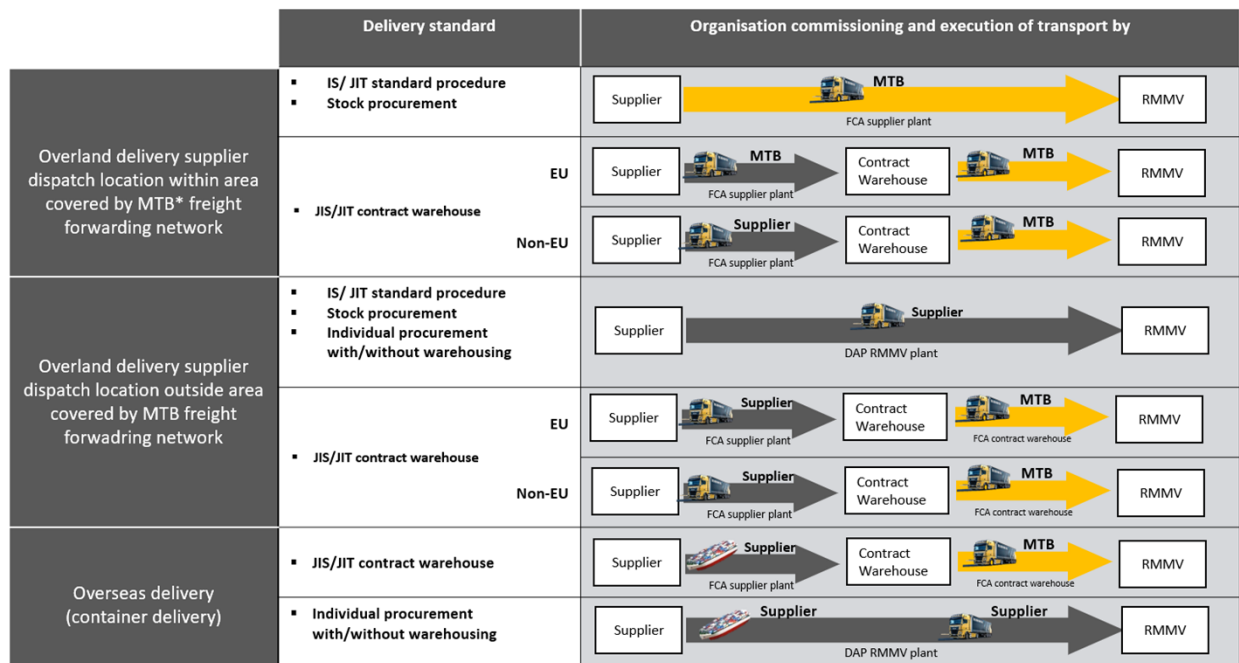 Delivery standard
Organisation commissioning and execution of transport by
Overland delivery supplier
dispatch location within area
covered by MTB* freight
forwarding network
▪ IS/ JIT standard procedure
▪ Stock procurement
Supplier
MTB
FCA supplier plant
RMMV
▪ JIS/JIT contract warehouse
EU
Supplier
MTB
FCA supplier plant
Contract
Warehouse
MTB
RMMV
Non-EU
Supplier
Supplier
FCA supplier plant
Contract
Warehouse
MTB
RMMV
Overland delivery supplier
dispatch location outside area
covered by MTB freight
forwadring network
▪ IS/ JIT standard procedure
▪ Stock procurement
▪ Individual procurement
with/without warehousing
Supplier
Supplier
DAP RMMV plant
RMMV
▪ JIS/JIT contract warehouse
EU
Supplier
Supplier
FCA supplier plant
Contract
Warehouse
MTB
FCA contract warehouse
RMMV
Non-EU
Supplier
Supplier
FCA supplier plant
Contract
Warehouse
MTB
FCA contract warehouse
RMMV
Overseas delivery
(container delivery)
▪ JIS/JIT contract warehouse
Supplier
Supplier
FCA supplier plant
Contract
Warehouse
MTB
FCA contract warehouse
RMMV
▪ Individual procurement
with/without warehousing
Supplier
Supplier
Supplier
DAP RMMV plant
RMMV